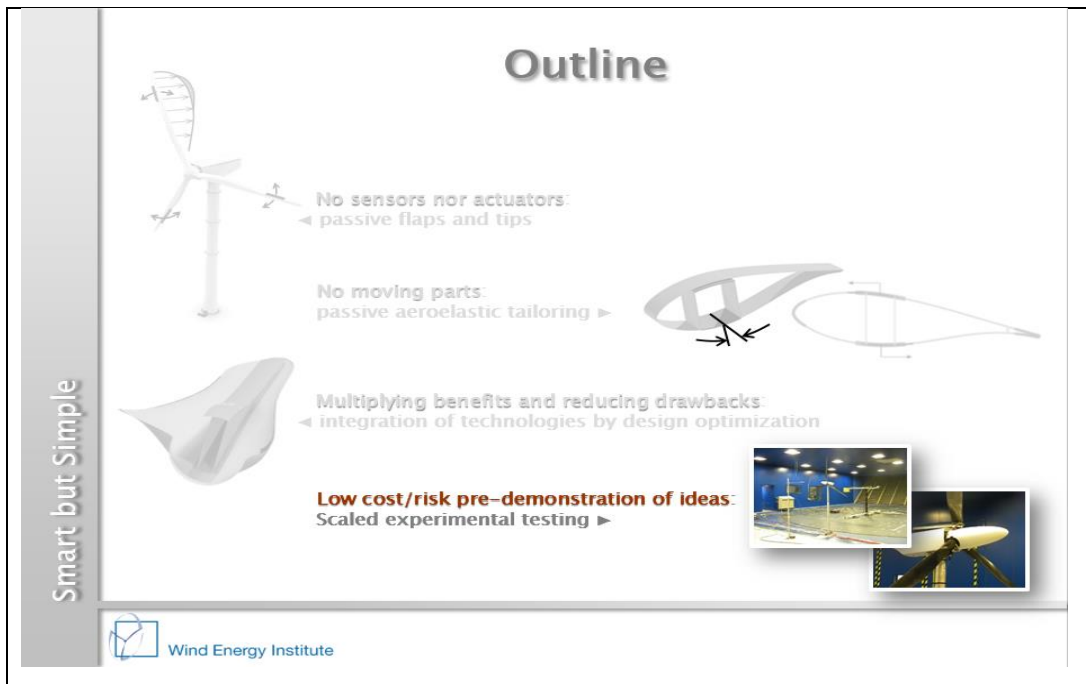 Outline
No sensors nor actuators:
◄ passive flaps and tips
No moving parts:
passive aeroelastic tailoring ►
Multiplying benefits and reducing drawbacks:
◄ integration of technologies by design optimization
Low cost/risk pre-demonstration of ideas:
Scaled experimental testing ►
Smart but Simple
Wind Energy Institute